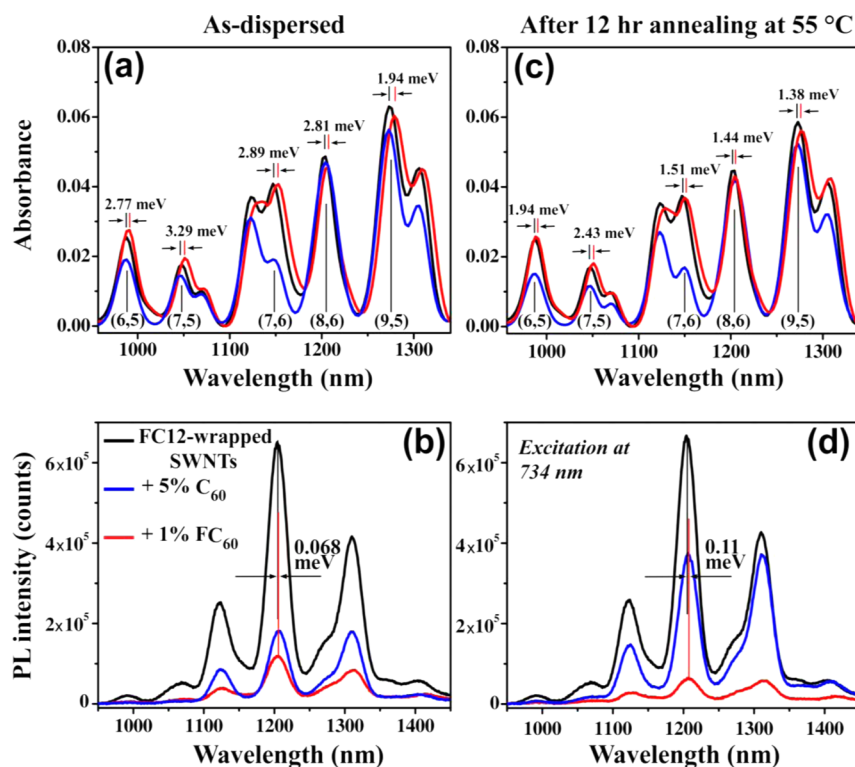 As-dispersed
After 12 hr annealing at 55 °C
(a)
0.08
0.06
0.04
0.02
0.00
Absorbance
2.77 meV
3.29 meV
2.89 meV
2.81 meV
1.94 meV
(6,5)
(7,5)
(7,6)
(8,6)
(9,5)
1000
1100
1200
1300
Wavelength (nm)
(c)
0.08
0.06
0.04
0.02
0.00
1.94 meV
2.43 meV
1.51 meV
1.44 meV
1.38 meV
(6,5)
(7,5)
(7,6)
(8,6)
(9,5)
1000
1100
1200
1300
Wavelength (nm)
(b)
PL intensity (counts)
6x10⁵
4x10⁵
2x10⁵
0
FC12-wrapped
SWNTs
+ 5% C₆₀
+ 1% FC₆₀
0.068
meV
1000
1100
1200
1300
1400
Wavelength (nm)
(d)
Excitation at
734 nm
6x10⁵
4x10⁵
2x10⁵
0
0.11
meV
1000
1100
1200
1300
1400
Wavelength (nm)